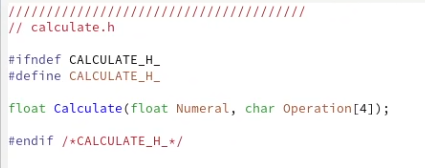 ///////////////////////////////////////
// calculate.h
#ifndef CALCULATE_H_
#define CALCULATE_H_
float Calculate(float Numeral, char Operation[4]);
#endif /*CALCULATE_H_*/